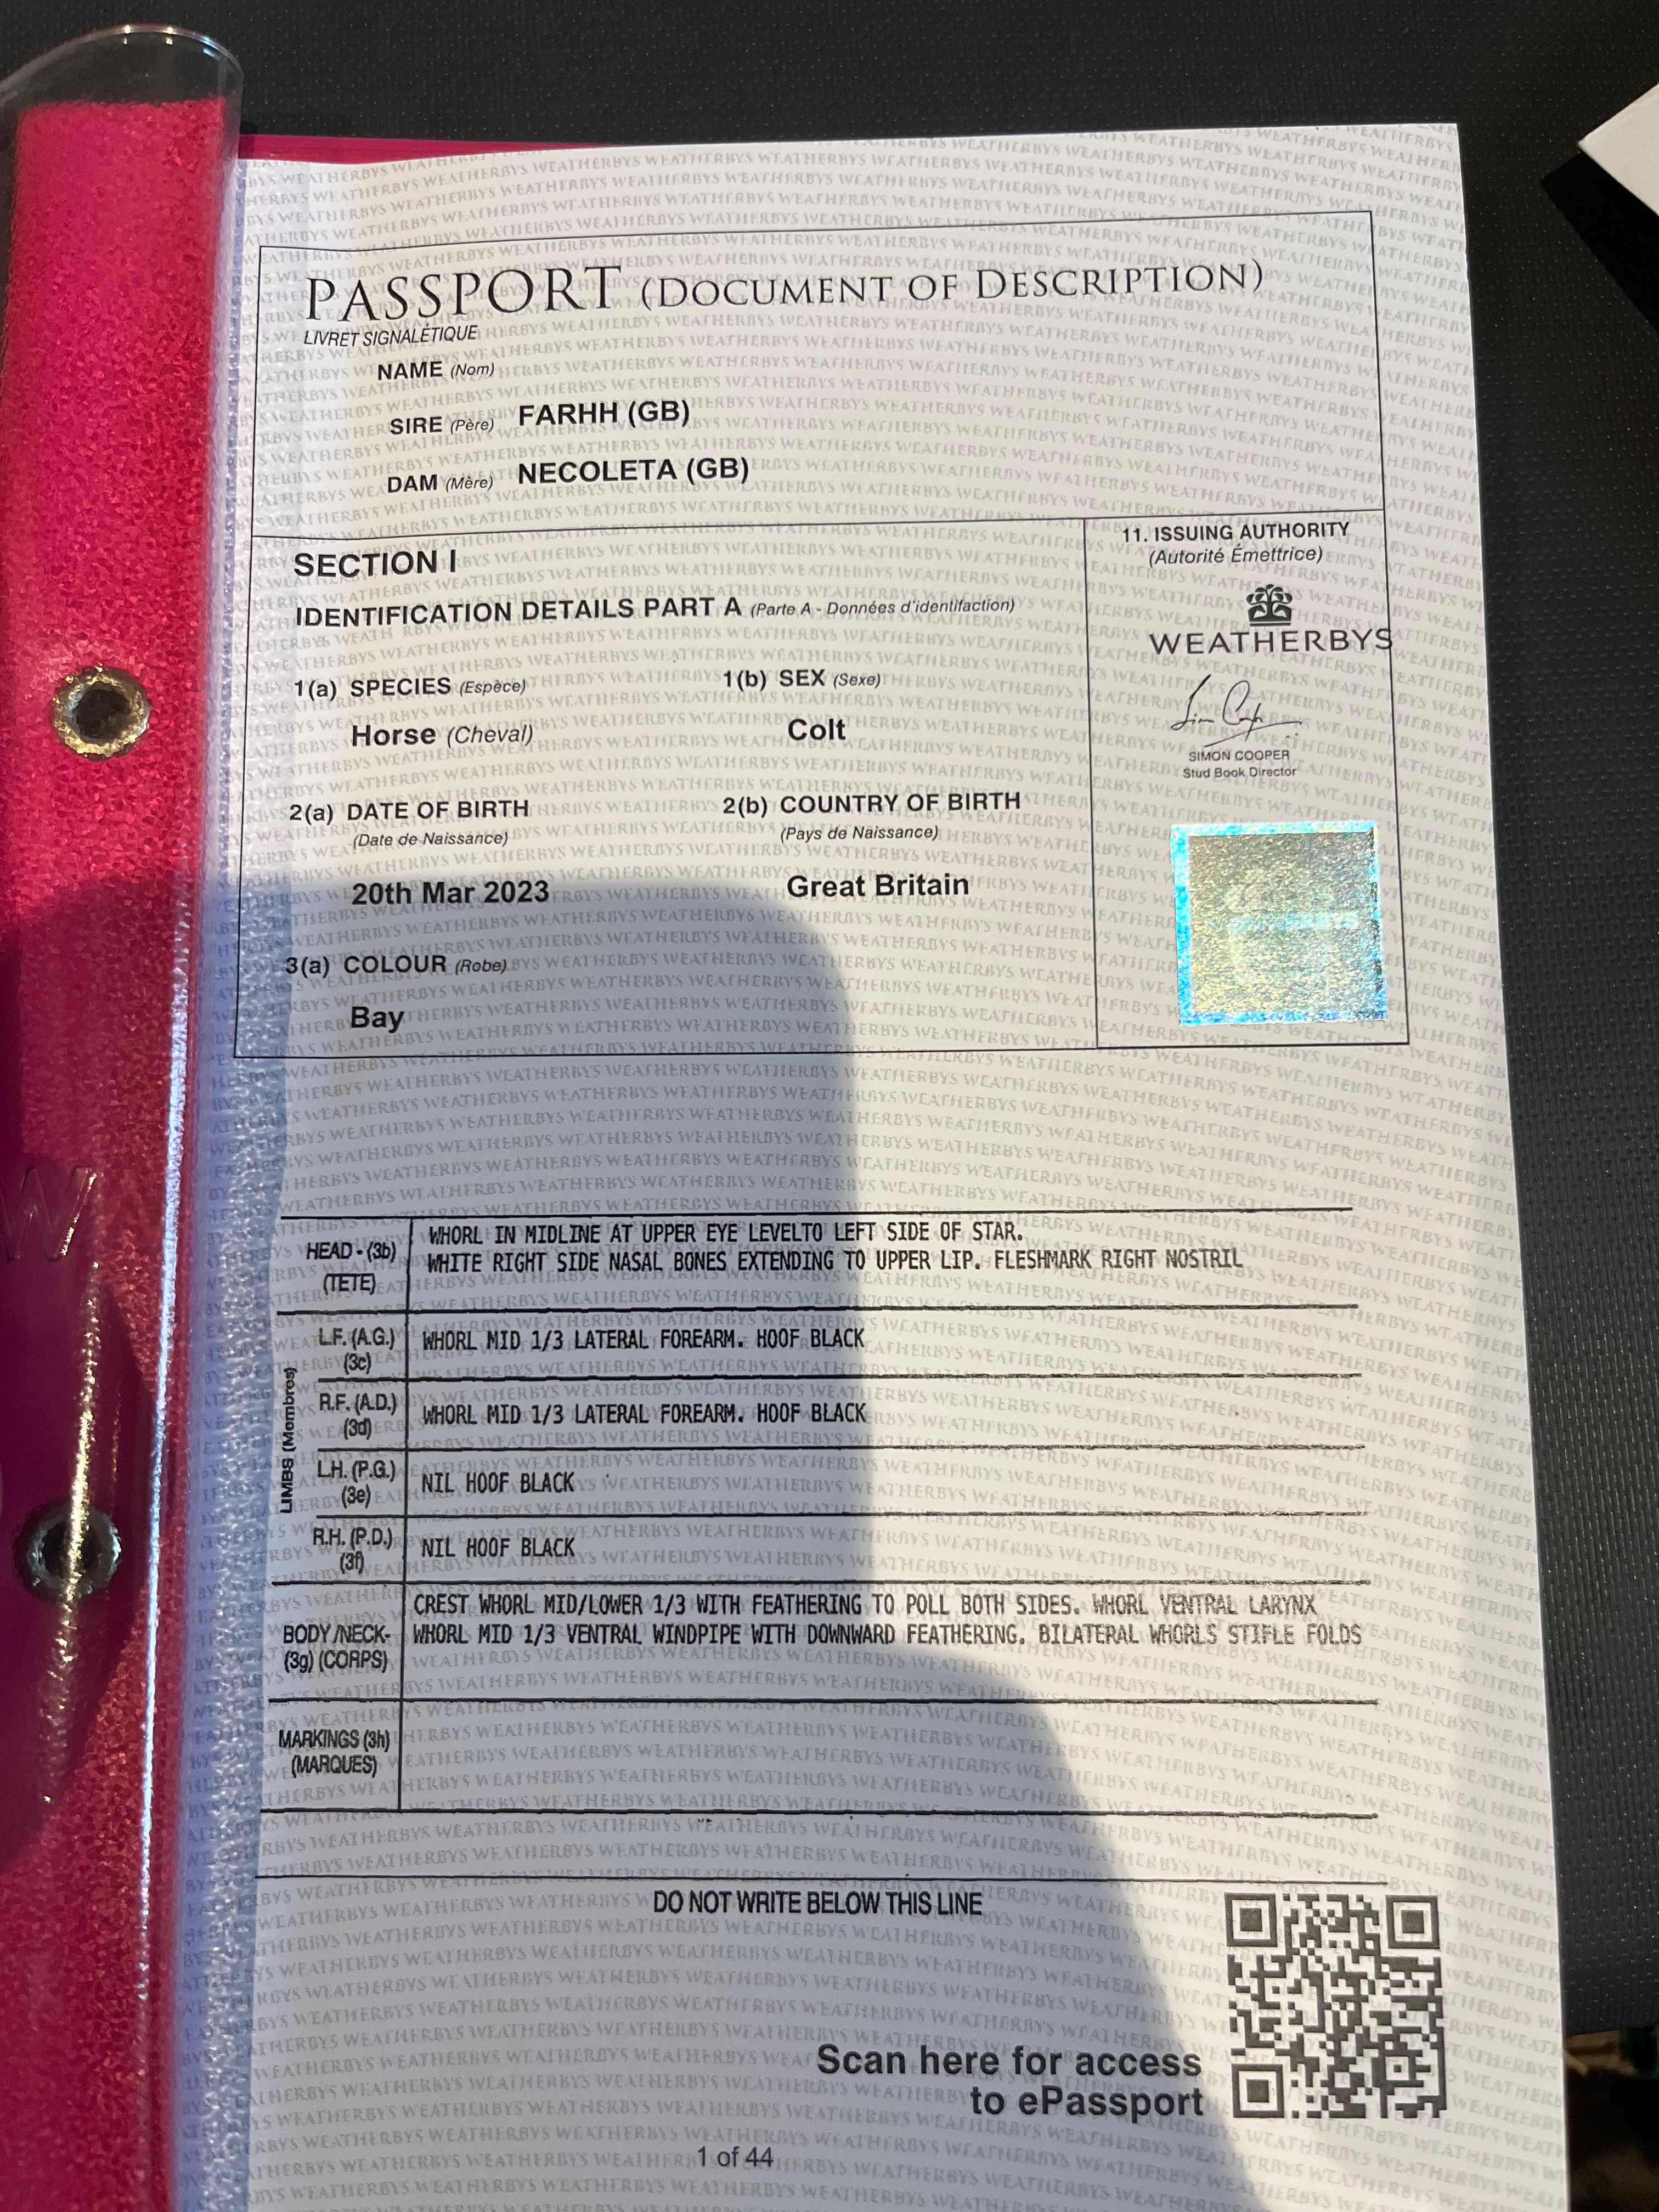 PASSPORT (DOCUMENT OF DESCRIPTION)
LIVRET SIGNALÉTIQUE
NAME (Nom)
SIRE (Père) FARHH (GB)
DAM (Mère) NECOLETA (GB)
SECTION I
IDENTIFICATION DETAILS PART A (Parte A - Données d'identifaction)
1(a) SPECIES (Espèce) 1(b) SEX (Sexe)
Horse (Cheval) Colt
2(a) DATE OF BIRTH 2(b) COUNTRY OF BIRTH
(Date de Naissance) (Pays de Naissance)
20th Mar 2023 Great Britain
3(a) COLOUR (Robe)
Bay
11. ISSUING AUTHORITY
(Autorité Émettrice)
WEATHERBYS
SIMON COOPER
Stud Book Director
HEAD - (3b)
(TETE)
WHORL IN MIDLINE AT UPPER EYE LEVELTO LEFT SIDE OF STAR.
WHITE RIGHT SIDE NASAL BONES EXTENDING TO UPPER LIP. FLESHMARK RIGHT NOSTRIL
LIMBS (Membres)
L.F. (A.G.)
(3c)
WHORL MID 1/3 LATERAL FOREARM. HOOF BLACK
R.F. (A.D.)
(3d)
WHORL MID 1/3 LATERAL FOREARM. HOOF BLACK
L.H. (P.G.)
(3e)
NIL HOOF BLACK
R.H. (P.D.)
(3f)
NIL HOOF BLACK
BODY/NECK-
(3g) (CORPS)
CREST WHORL MID/LOWER 1/3 WITH FEATHERING TO POLL BOTH SIDES. WHORL VENTRAL LARYNX
WHORL MID 1/3 VENTRAL WINDPIPE WITH DOWNWARD FEATHERING. BILATERAL WHORLS STIFLE FOLDS
MARKINGS (3h)
(MARQUES)
DO NOT WRITE BELOW THIS LINE
Scan here for access
to ePassport
1 of 44
W